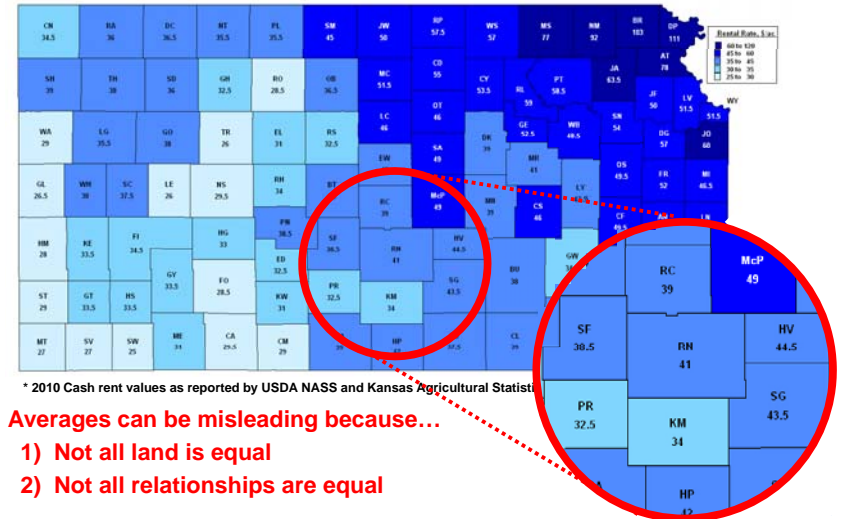 CN RA DC NT PL SM JW RP WS MS NM BR DP
34.5 36 36.5 35.5 35.5 45 50 57.5 57 77 92 103 111
Rental Rate, $/ac
60 to 120
45 to 60
35 to 45
30 to 35
25 to 30
SH TH SD GH RO OB MC CD CY RL PT JA AT
39 38 36 32.5 28.5 36.5 51.5 55 53.5 59 58.5 63.5 78
JF LV WY
50 51.5 51.5
WA LG GO TR EL RS LC OT GE WB SN DG JO
29 35.5 38 26 31 32.5 46 46 52.5 49.5 54 57 60
EW SA DK MR OS FR MI
49 39 41 49.5 52 46.5
GL WH SC LE NS RH BT RC McP MN CS LY CF LN
26.5 38 37.5 26 29.5 34 39 49 39 46 49.5
HM KE FI HG PN ED SF RN HV GW
28 33.5 34.5 33 38.5 32.5 38.5 41 44.5
ST GT HS GY FO KW PR KM SG BU
29 33.5 33.5 33.5 28.5 31 32.5 34 43.5 38
MT SV SW ME CA CM HP CL
27 27 25 31 29.5 29
RC McP
39 49
SF RN HV
38.5 41 44.5
PR KM SG
32.5 34 43.5
HP
42
* 2010 Cash rent values as reported by USDA NASS and Kansas Agricultural
Averages can be misleading because…
1) Not all land is equal
2) Not all relationships are equal